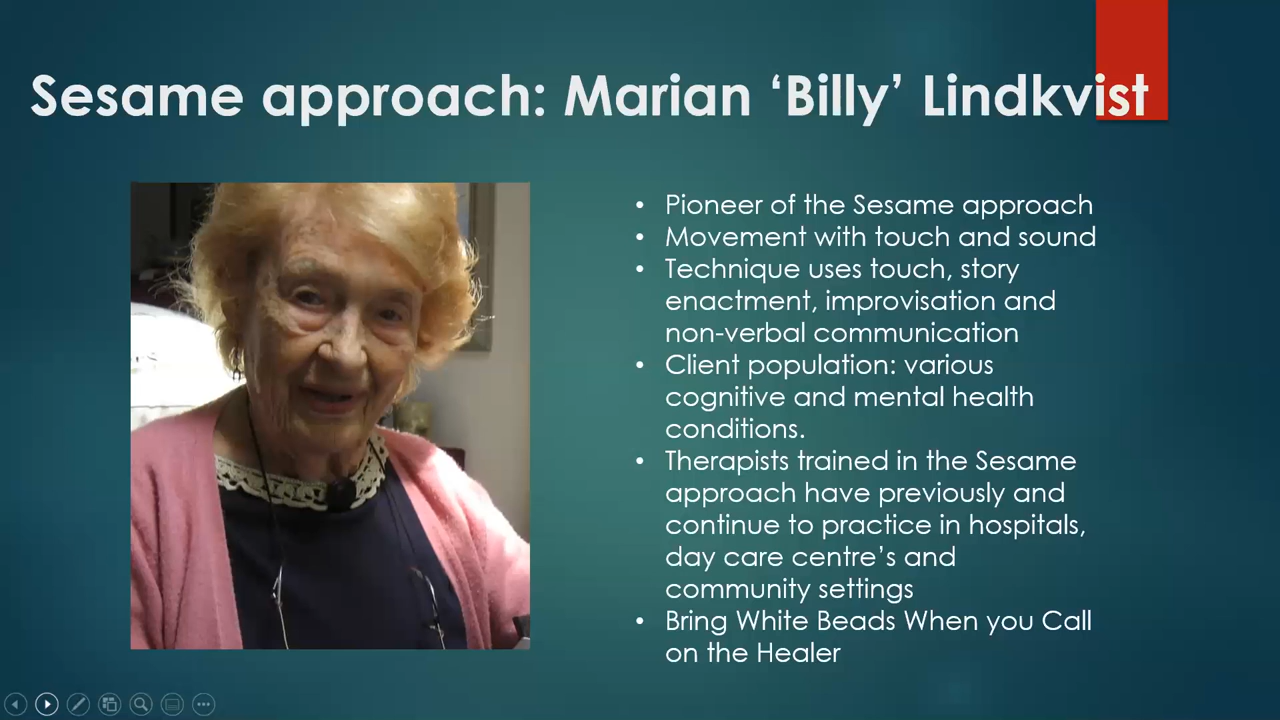 Sesame approach: Marian ‘Billy’ Lindkvist
• Pioneer of the Sesame approach
• Movement with touch and sound
• Technique uses touch, story
enactment, improvisation and
non-verbal communication
• Client population: various
cognitive and mental health
conditions.
• Therapists trained in the Sesame
approach have previously and
continue to practice in hospitals,
day care centre’s and
community settings
• Bring White Beads When you Call
on the Healer